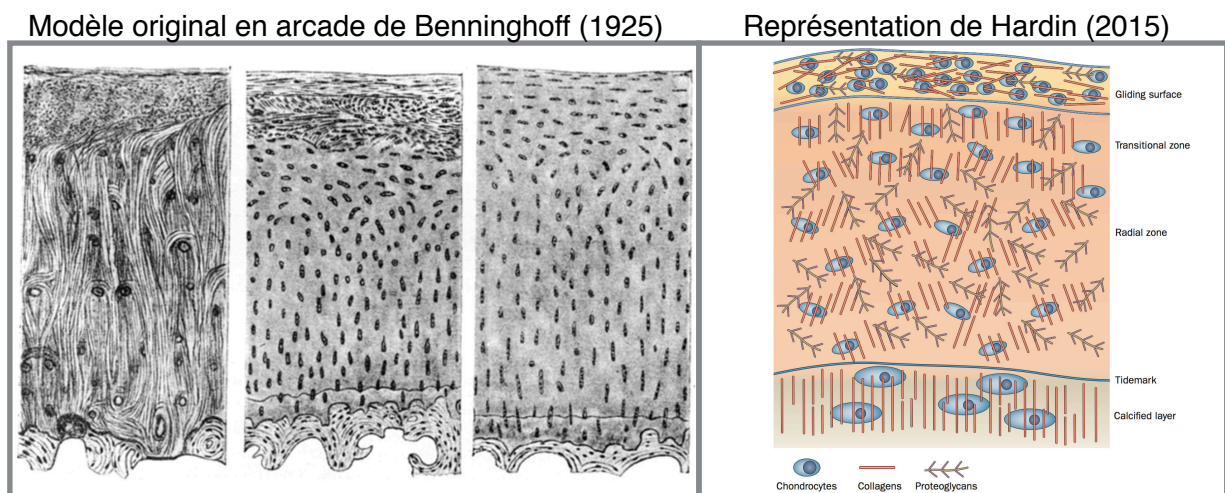 Modèle original en arcade de Benninghoff (1925)
Représentation de Hardin (2015)
Gliding surface
Transitional zone
Radial zone
Tidemark
Calcified layer
Chondrocytes
Collagens
Proteoglycans